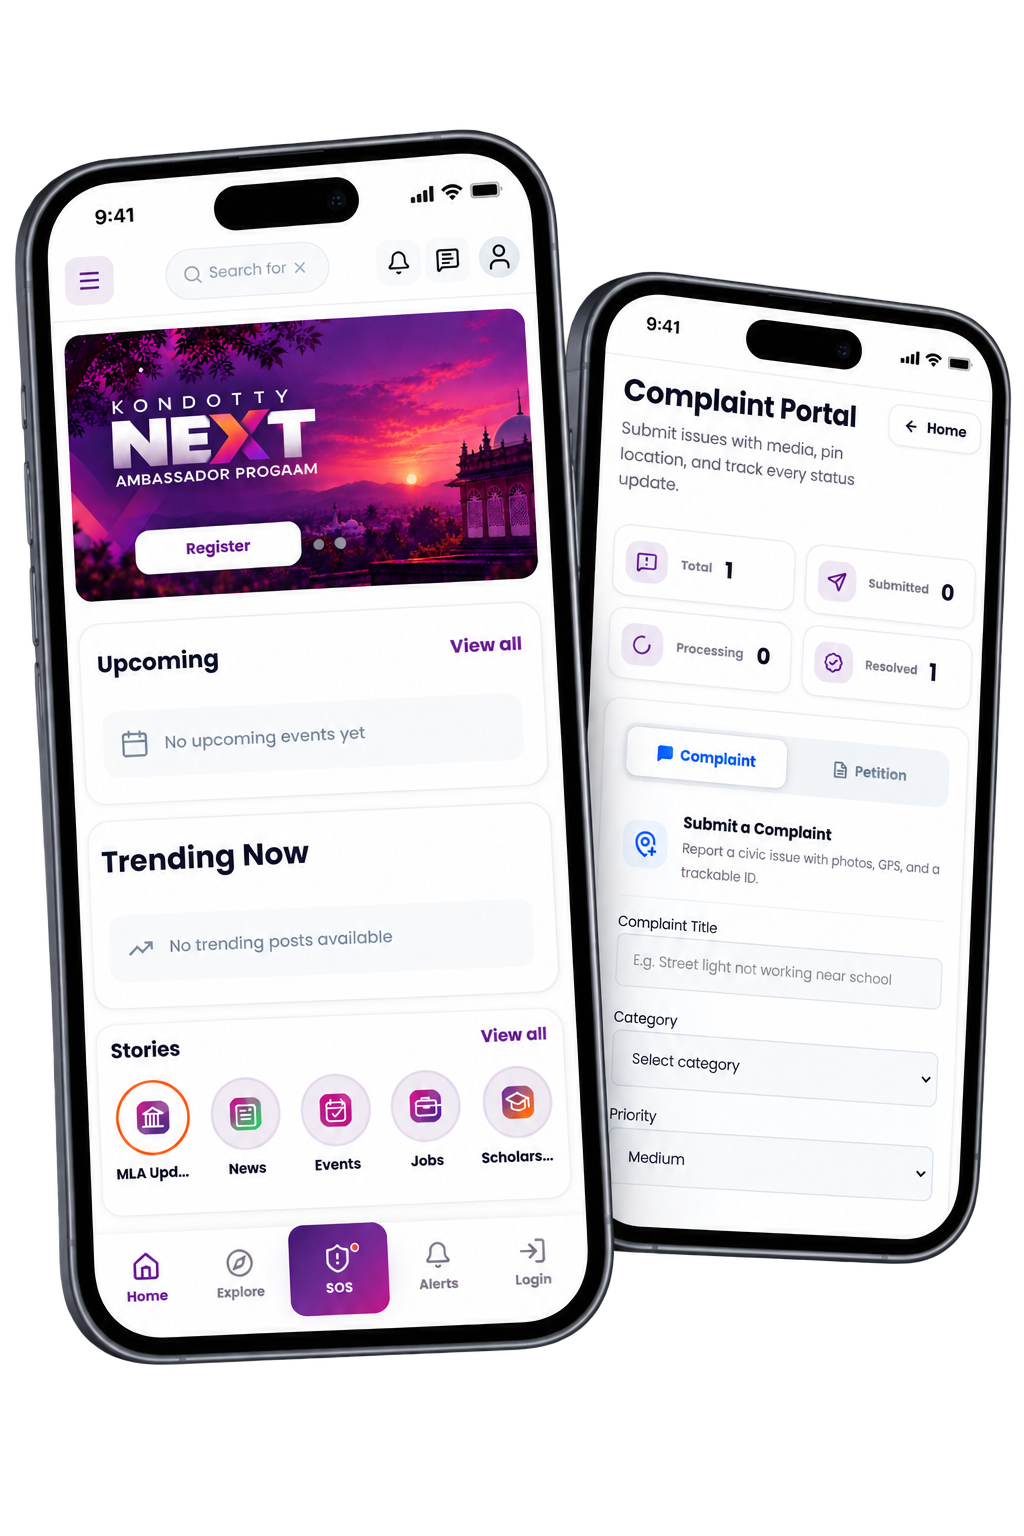 9:41
Search for
KONDOTTY
NEXT
AMBASSADOR PROGAAM
Register
Upcoming
View all
No upcoming events yet
Trending Now
No trending posts available
Stories
View all
MLA Upd...
News
Events
Jobs
Scholars...
Home
Explore
SOS
Alerts
Login
9:41
Complaint Portal
Home
Submit issues with media, pin
location, and track every status
update.
Total 1
Submitted 0
Processing 0
Resolved 1
Complaint
Petition
Submit a Complaint
Report a civic issue with photos, GPS, and a
trackable ID.
Complaint Title
E.g. Street light not working near school
Category
Select category
Priority
Medium